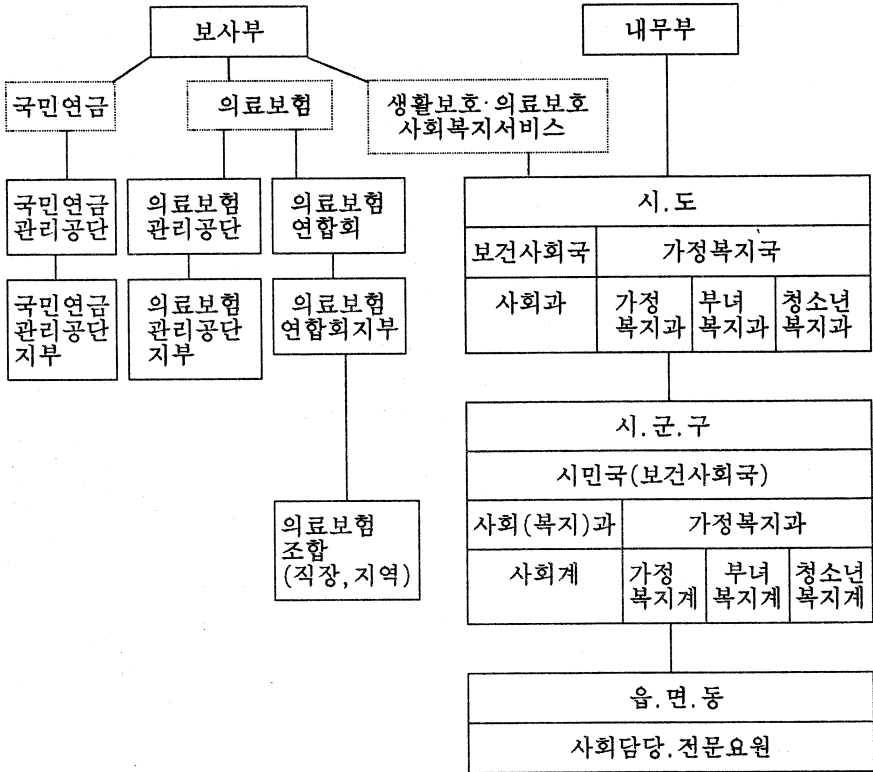 보사부
내무부
국민연금
의료보험
생활보호·의료보호
사회복지서비스
국민연금
관리공단
의료보험
관리공단
의료보험
연합회
국민연금
관리공단
지부
의료보험
관리공단
지부
의료보험
연합회지부
의료보험
조합
(직장,지역)
시.도
보건사회국
가정복지국
사회과
가정
복지과
부녀
복지과
청소년
복지과
시.군.구
시민국(보건사회국)
사회(복지)과
가정복지과
사회계
가정
복지계
부녀
복지계
청소년
복지계
읍.면.동
사회담당.전문요원